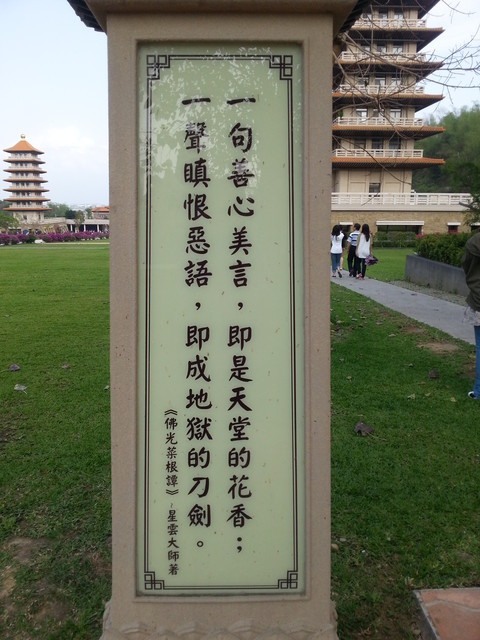 一句善心美言，即是天堂的花香；
一聲瞋恨惡語，即成地獄的刀劍。
《佛光菜根譚》-星雲大師著